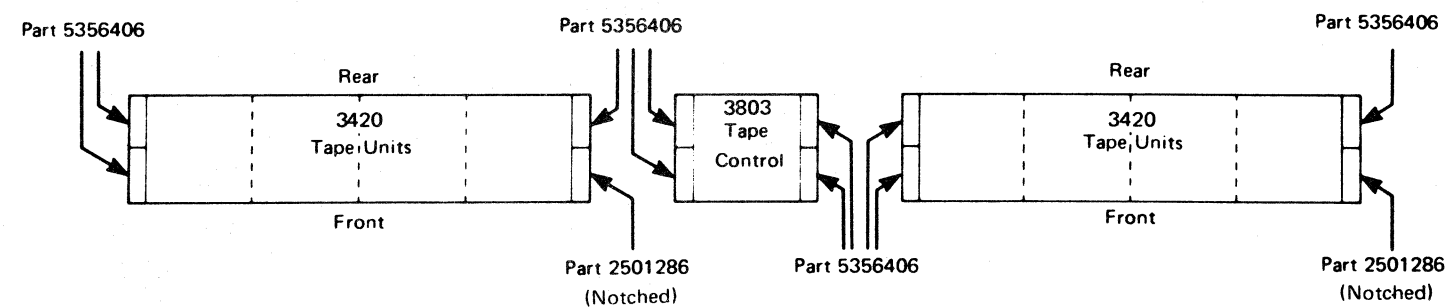 Part 5356406
Part 5356406
Part 5356406
Rear
Rear
3420
Tape Units
3803
Tape
Control
3420
Tape Units
Front
Front
Part 2501286
(Notched)
Part 5356406
Part 2501286
(Notched)